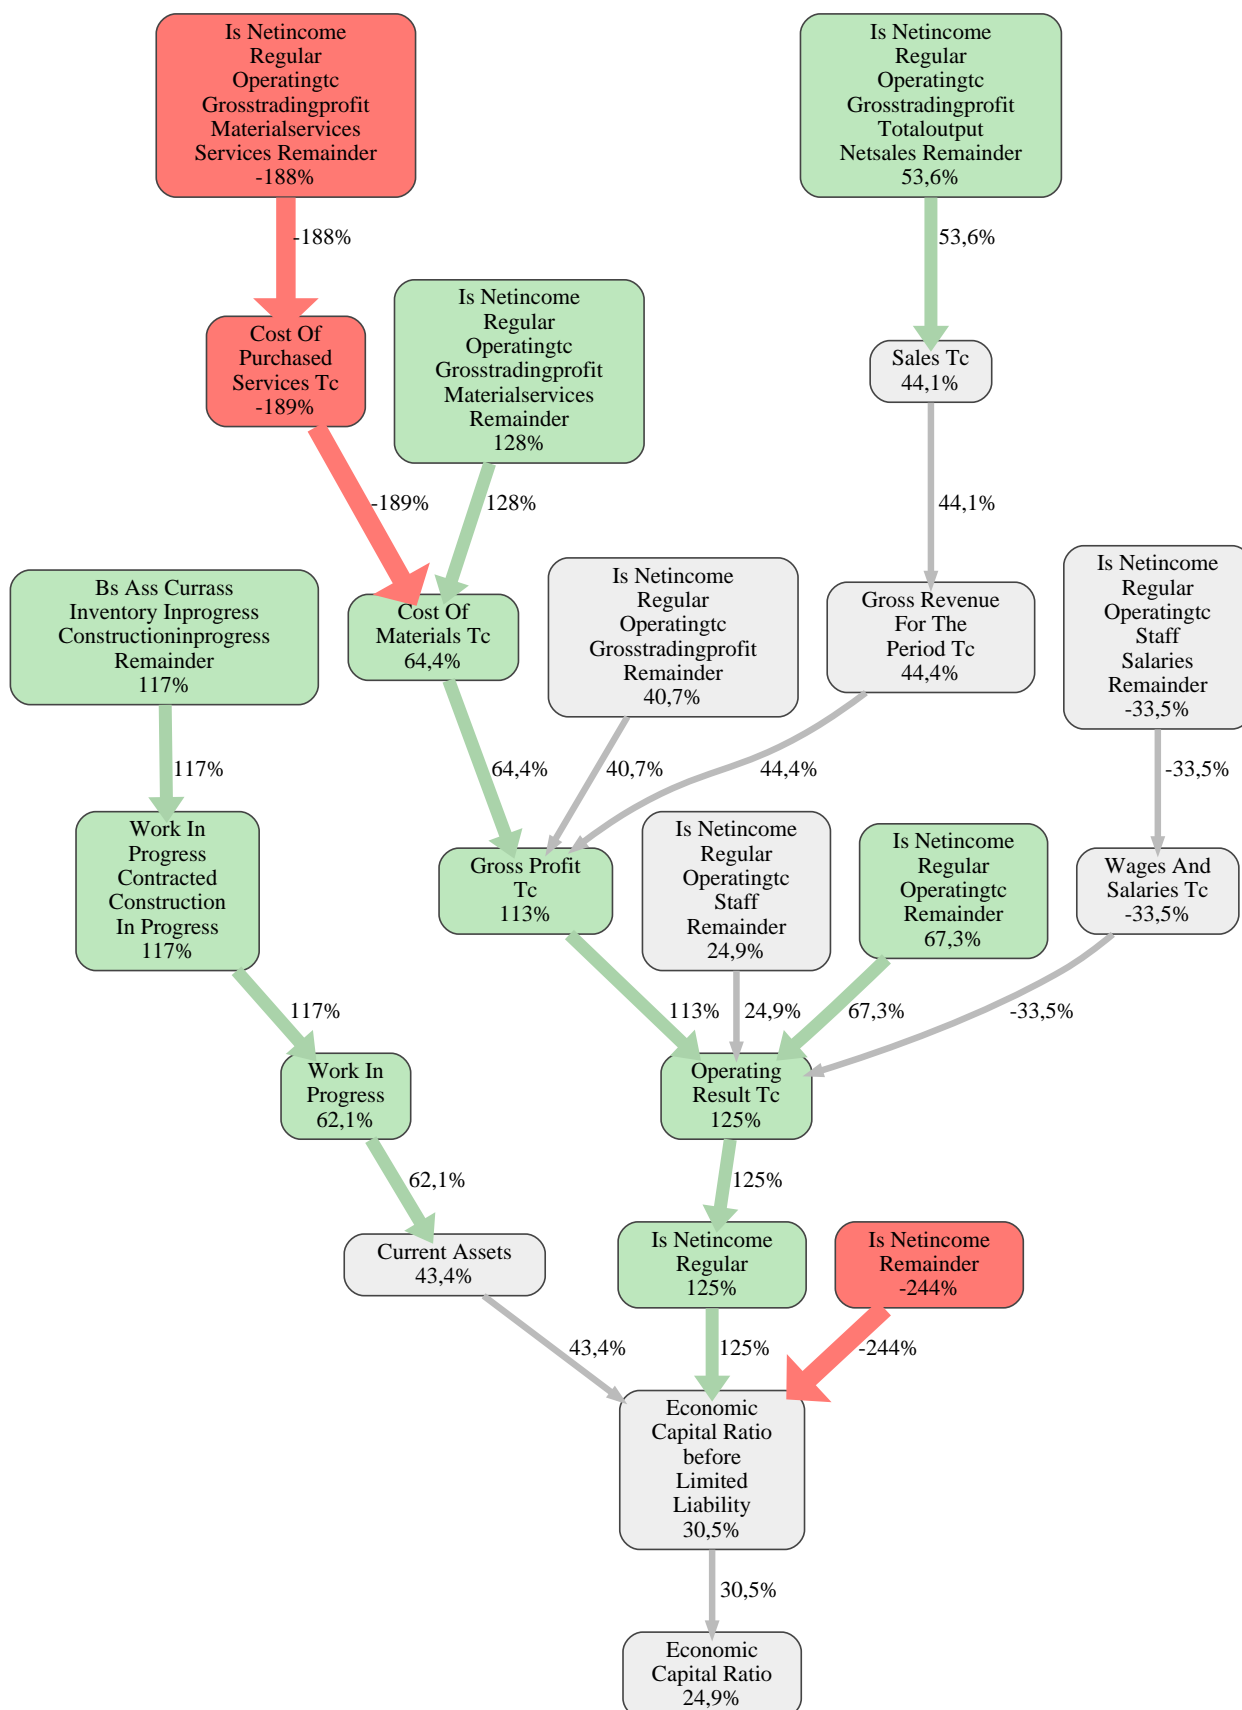 Is Netincome
Regular
Operatingtc
Grosstradingprofit
Materialservices
Services Remainder
-188%
Is Netincome
Regular
Operatingtc
Grosstradingprofit
Totaloutput
Netsales Remainder
53,6%
-188%
53,6%
Cost Of
Purchased
Services Tc
-189%
Is Netincome
Regular
Operatingtc
Grosstradingprofit
Materialservices
Remainder
128%
Sales Tc
44,1%
-189%
128%
44,1%
Bs Ass Currass
Inventory Inprogress
Constructioninprogress
Remainder
117%
Cost Of
Materials Tc
64,4%
Is Netincome
Regular
Operatingtc
Grosstradingprofit
Remainder
40,7%
Gross Revenue
For The
Period Tc
44,4%
Is Netincome
Regular
Operatingtc
Staff
Salaries
Remainder
-33,5%
117%
64,4%
40,7%
44,4%
-33,5%
Work In
Progress
Contracted
Construction
In Progress
117%
Gross Profit
Tc
113%
Is Netincome
Regular
Operatingtc
Staff
Remainder
24,9%
Is Netincome
Regular
Operatingtc
Remainder
67,3%
Wages And
Salaries Tc
-33,5%
117%
113%
24,9%
67,3%
-33,5%
Work In
Progress
62,1%
Operating
Result Tc
125%
62,1%
125%
Current Assets
43,4%
Is Netincome
Regular
125%
Is Netincome
Remainder
-244%
43,4%
125%
-244%
Economic
Capital Ratio
before
Limited
Liability
30,5%
30,5%
Economic
Capital Ratio
24,9%